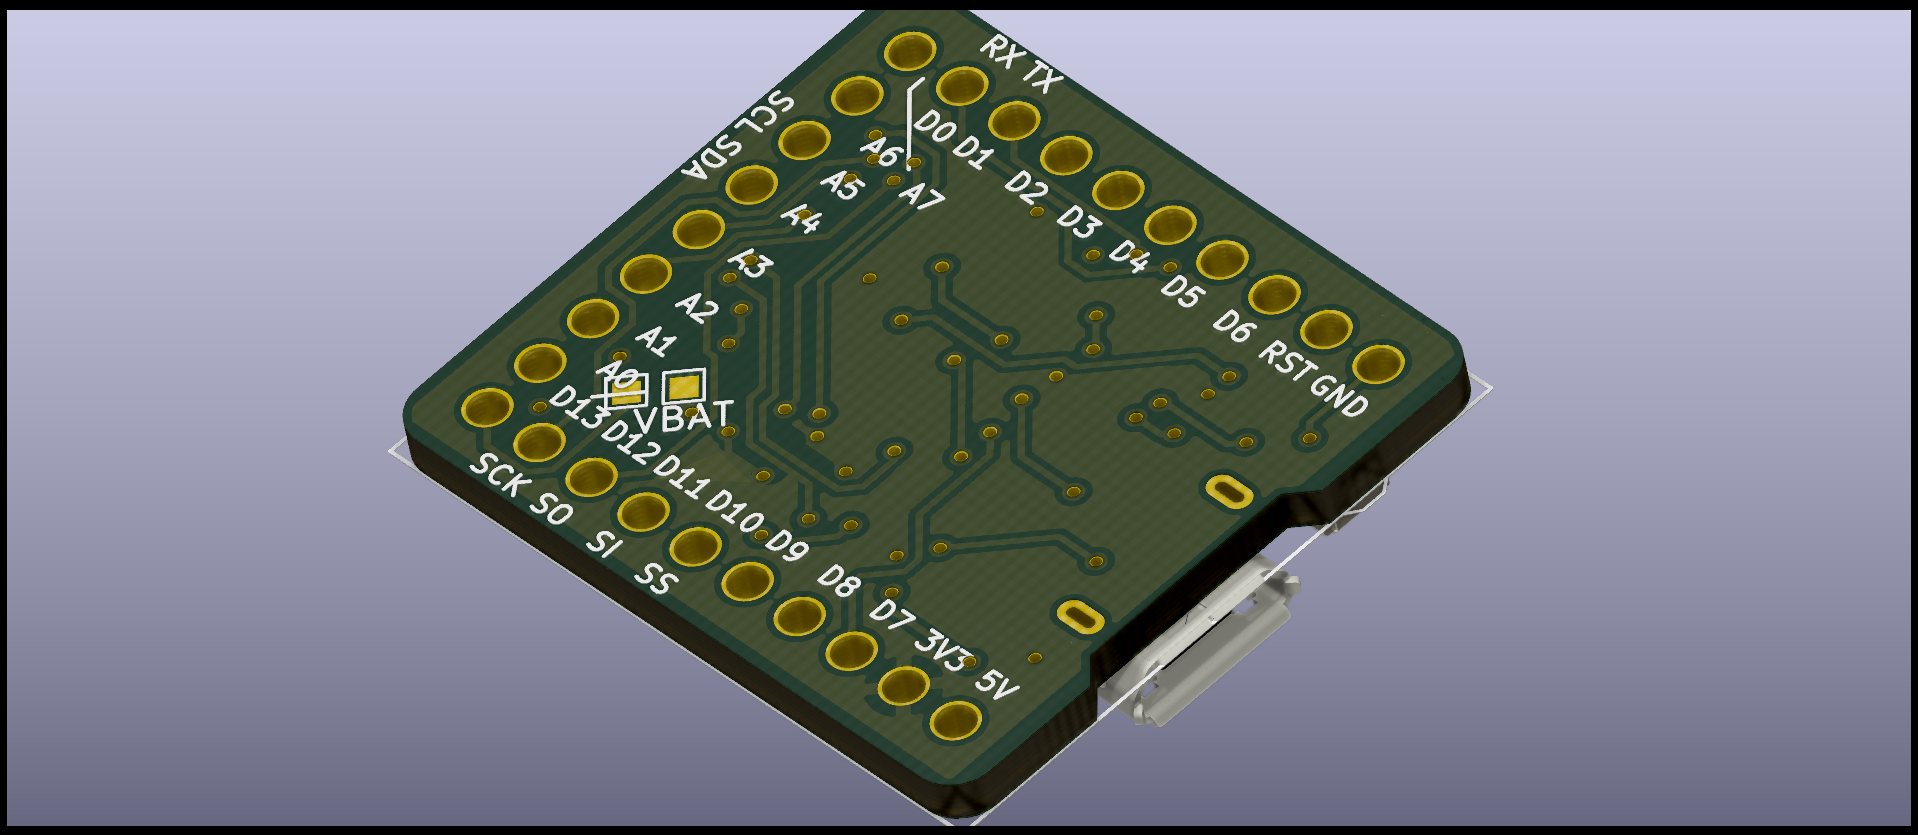 RX TX
SCL
SDA
D0 D1
A6
A5 A7
A4
A3
A2
A1
A0
D2
D3
D4
D5
D6
RST GND
VBAT
D13
D12
D11
D10
D9
D8
D7
3V3
5V
SCK SO
SI
SS